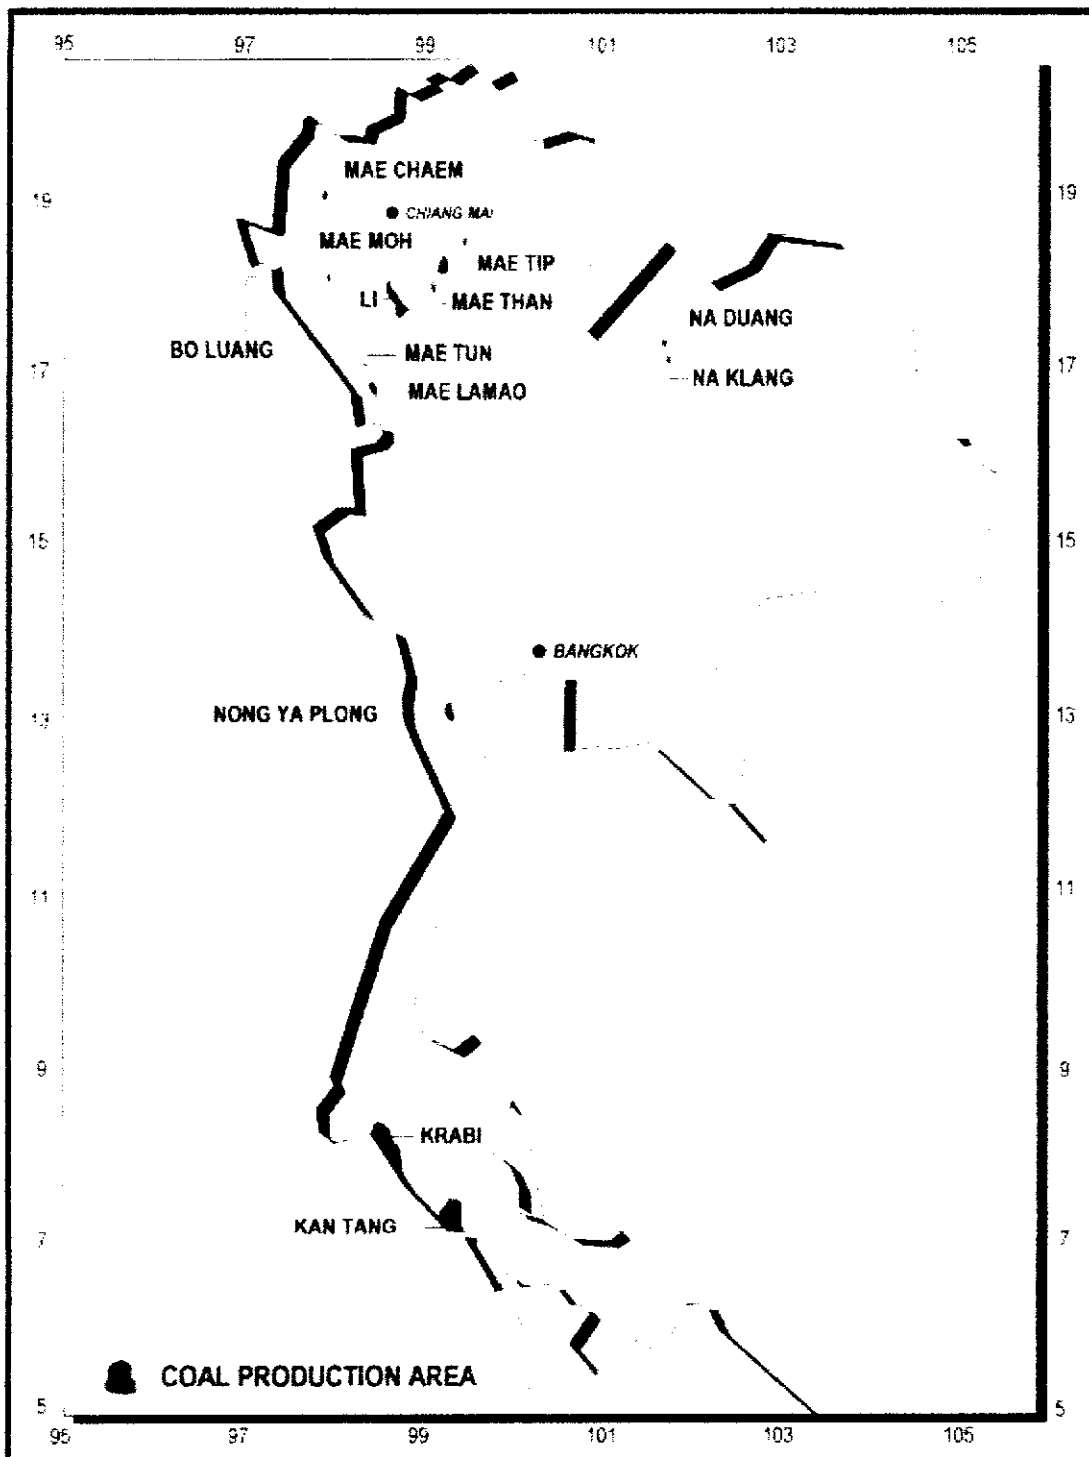 95 97 99 101 103 105
MAE CHAEM
19 19
CHIANG MAI
MAE MOH
MAE TIP
LI MAE THAN
NA DUANG
BO LUANG MAE TUN
17 NA KLANG 17
MAE LAMAO
15 15
BANGKOK
NONG YA PLONG
13 13
11 11
9 9
KRABI
KAN TANG
7 7
COAL PRODUCTION AREA
5 5
95 97 99 101 103 105